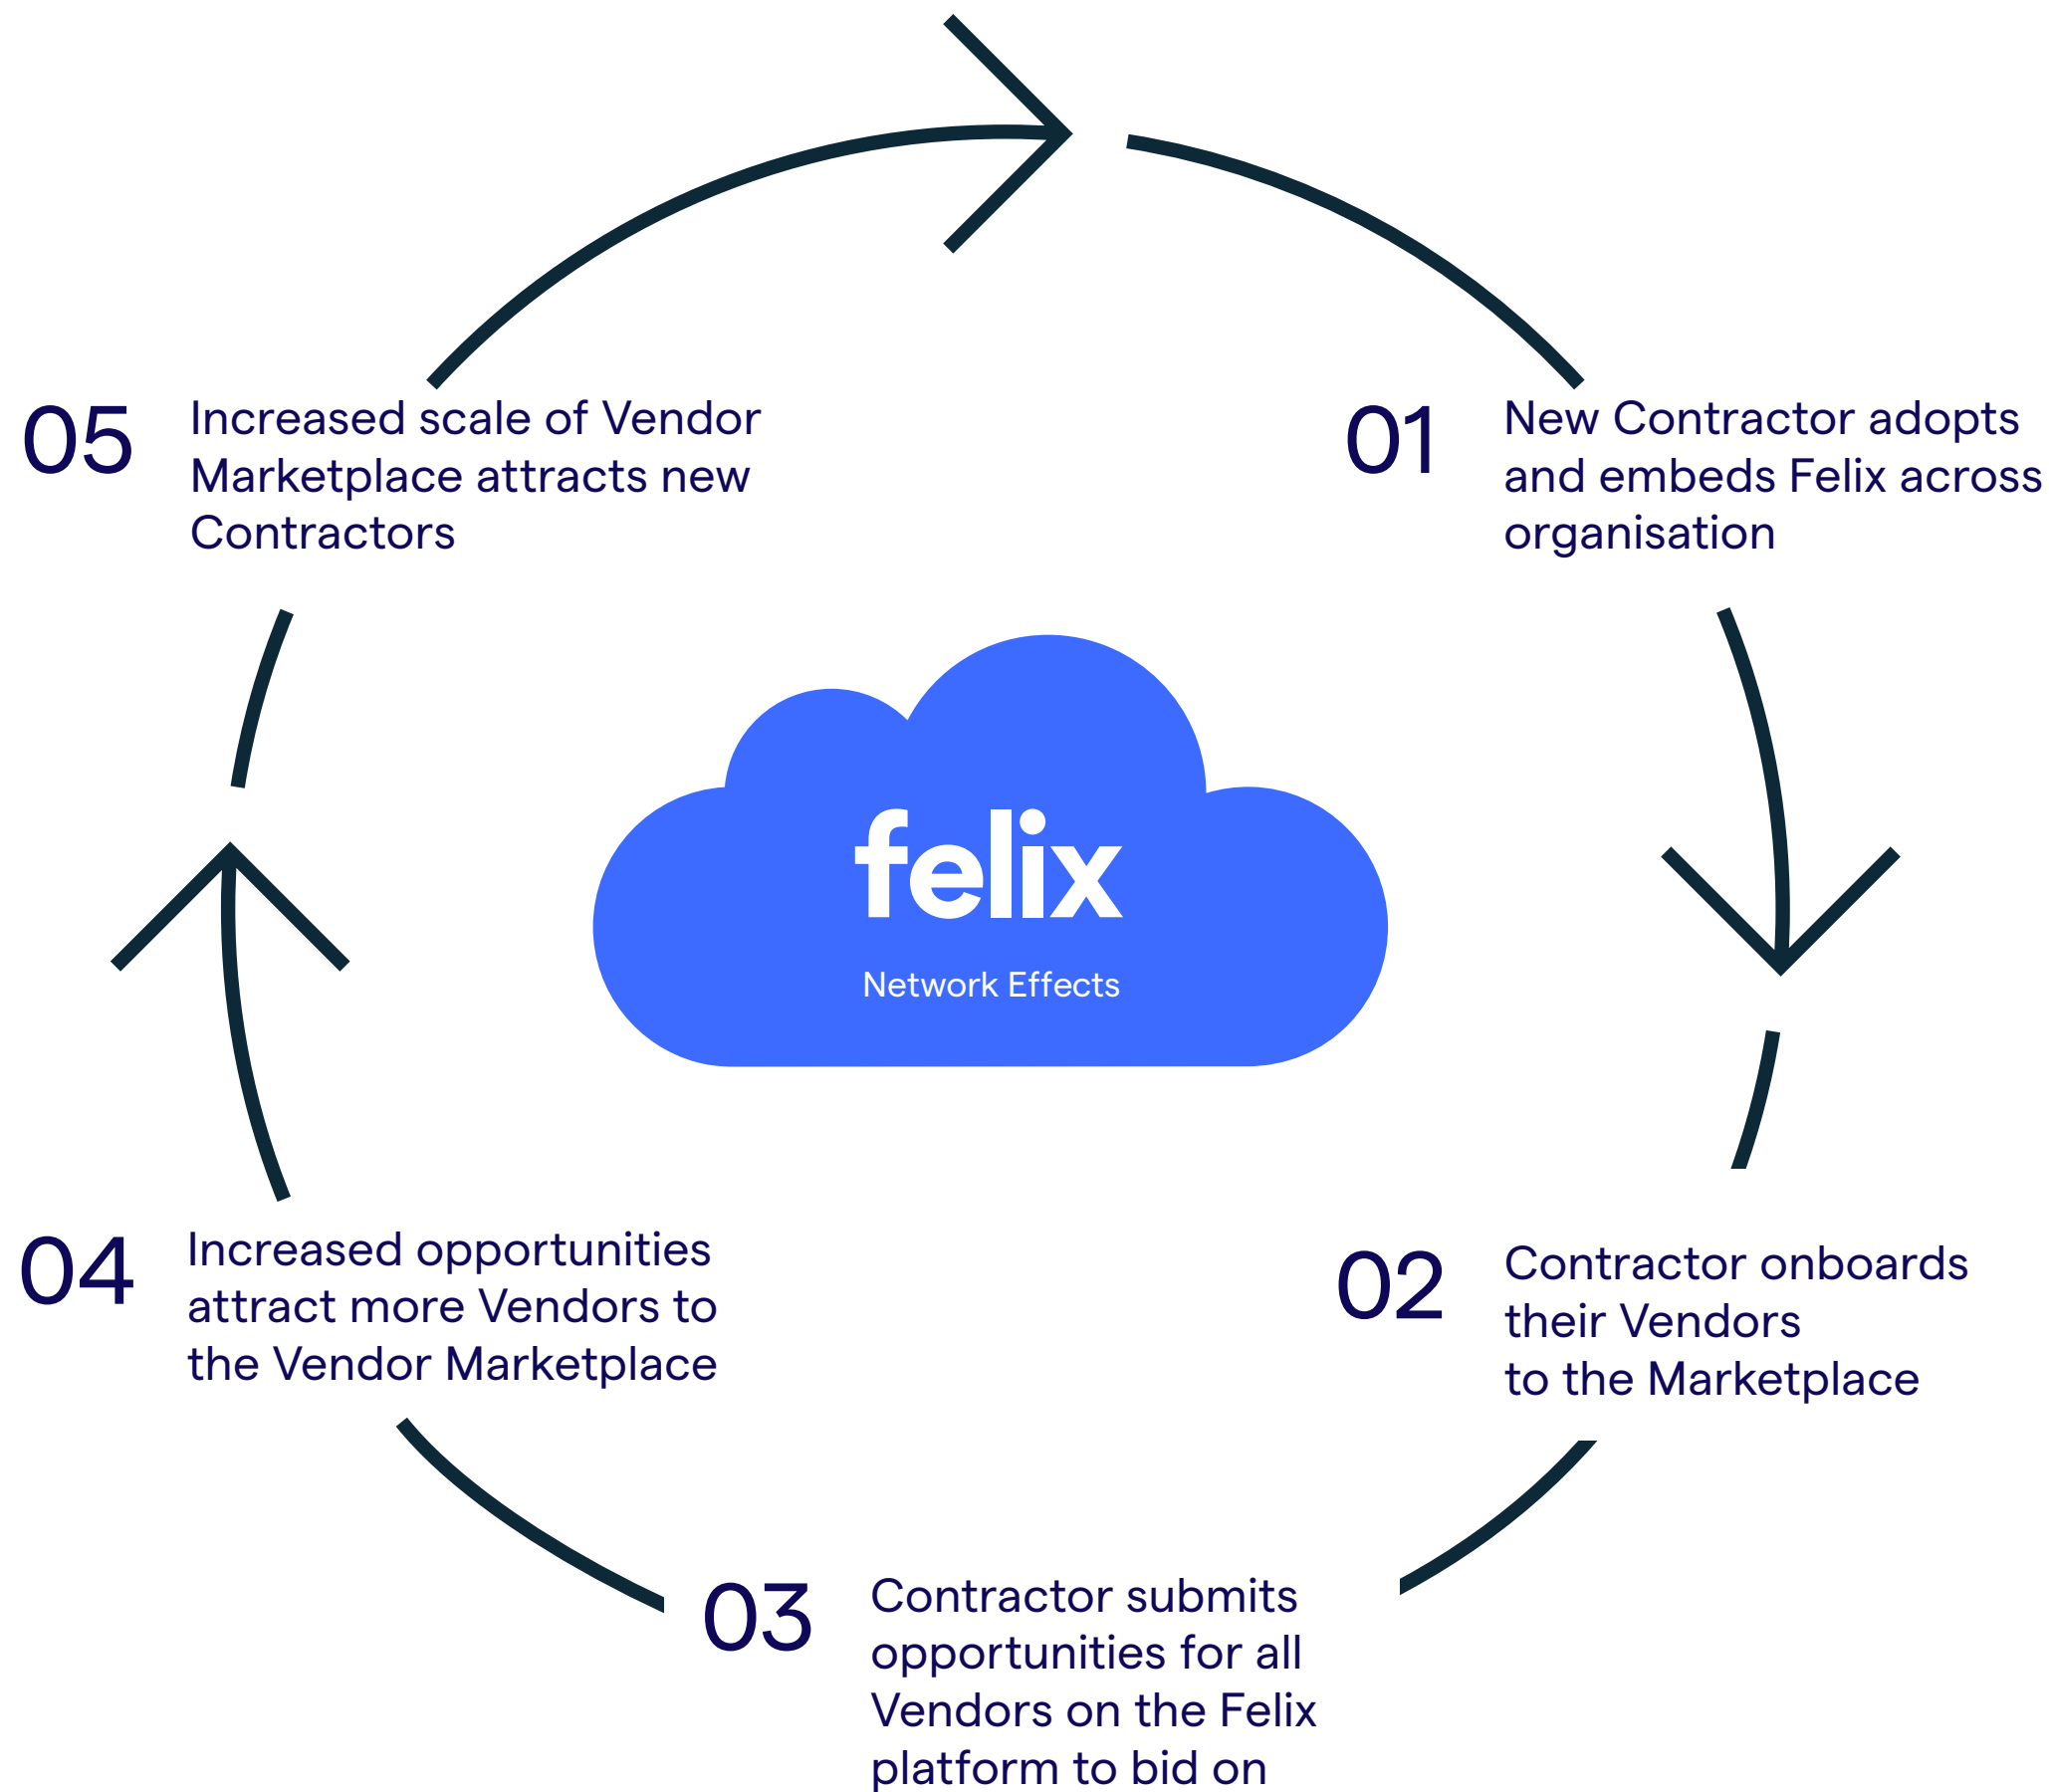 05
Increased scale of Vendor
Marketplace attracts new
Contractors
01
New Contractor adopts
and embeds Felix across
organisation
felix
Network Effects
04
Increased opportunities
attract more Vendors to
the Vendor Marketplace
02
Contractor onboards
their Vendors
to the Marketplace
03
Contractor submits
opportunities for all
Vendors on the Felix
platform to bid on